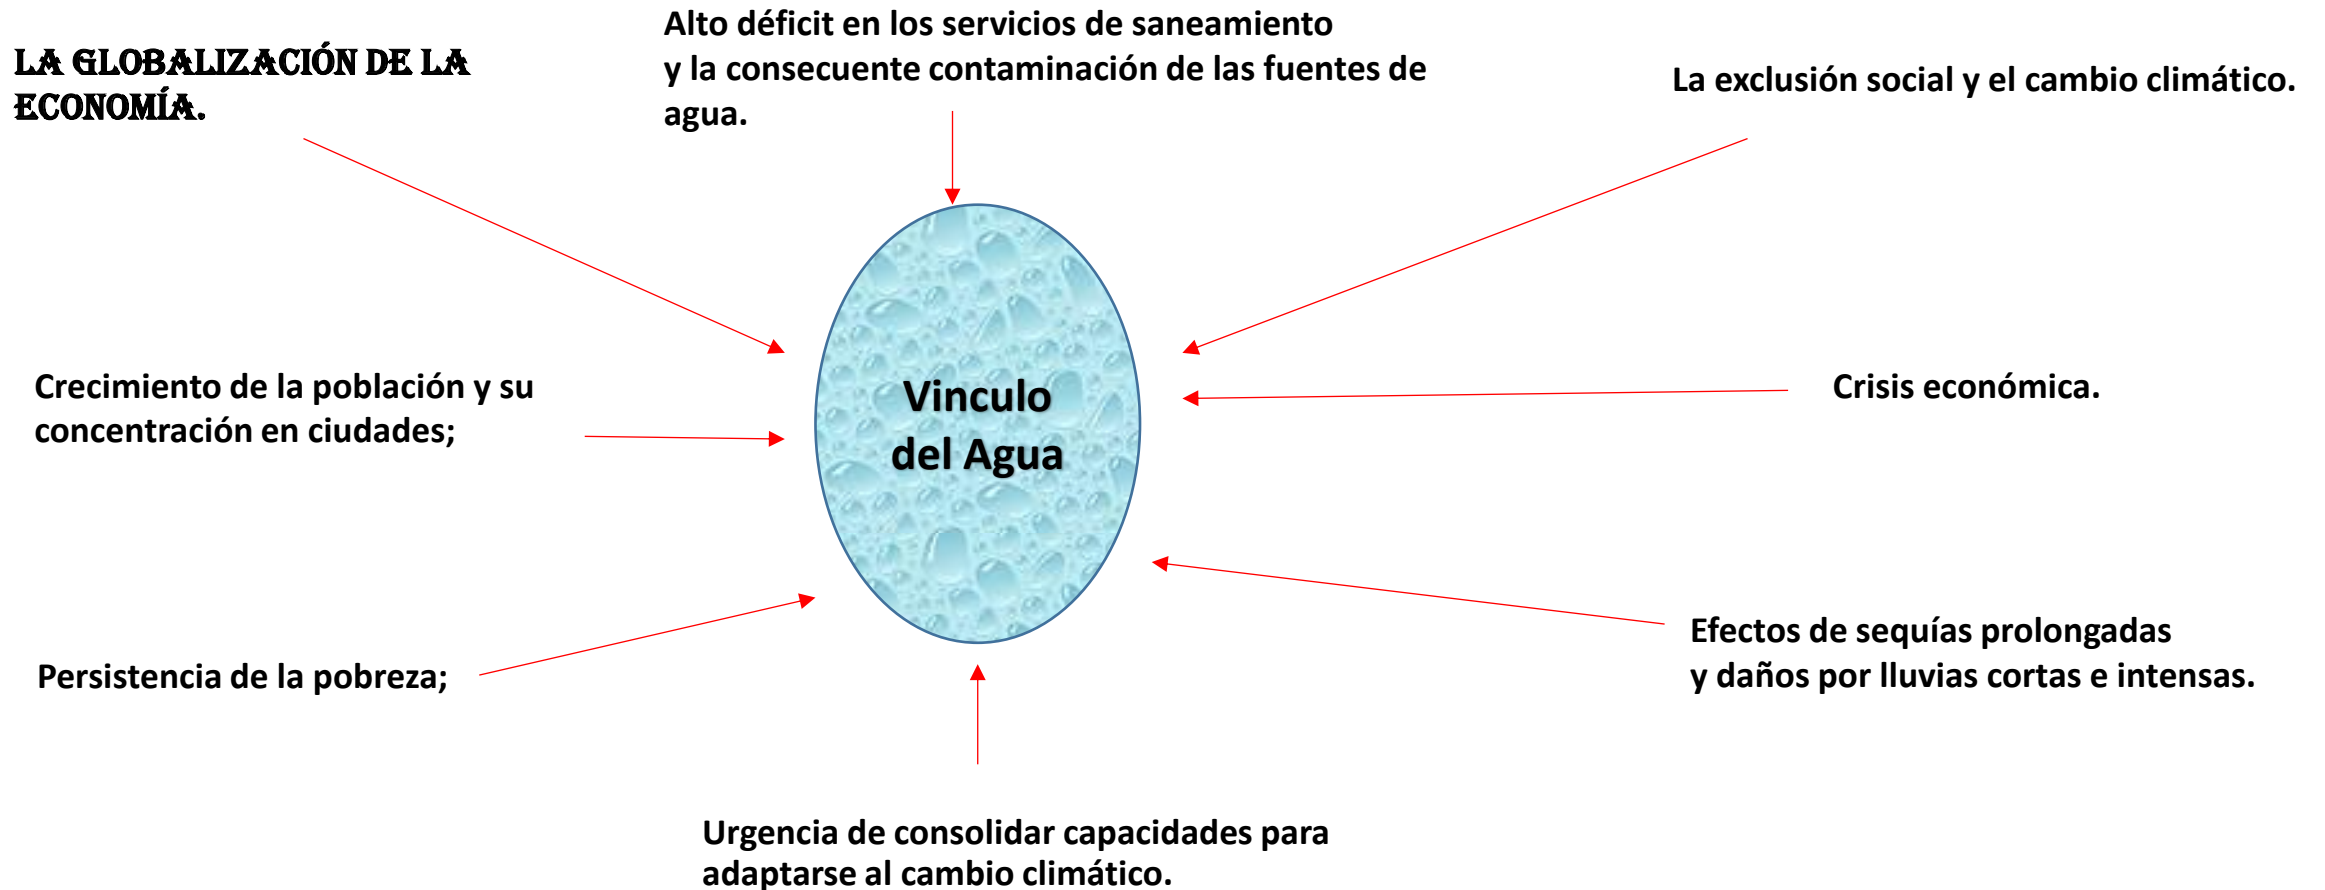 LA GLOBALIZACIÓN DE LA
ECONOMÍA.
Alto déficit en los servicios de saneamiento
y la consecuente contaminación de las fuentes de
agua.
La exclusión social y el cambio climático.
Crecimiento de la población y su
concentración en ciudades;
Vinculo
del Agua
Crisis económica.
Persistencia de la pobreza;
Efectos de sequías prolongadas
y daños por lluvias cortas e intensas.
Urgencia de consolidar capacidades para
adaptarse al cambio climático.